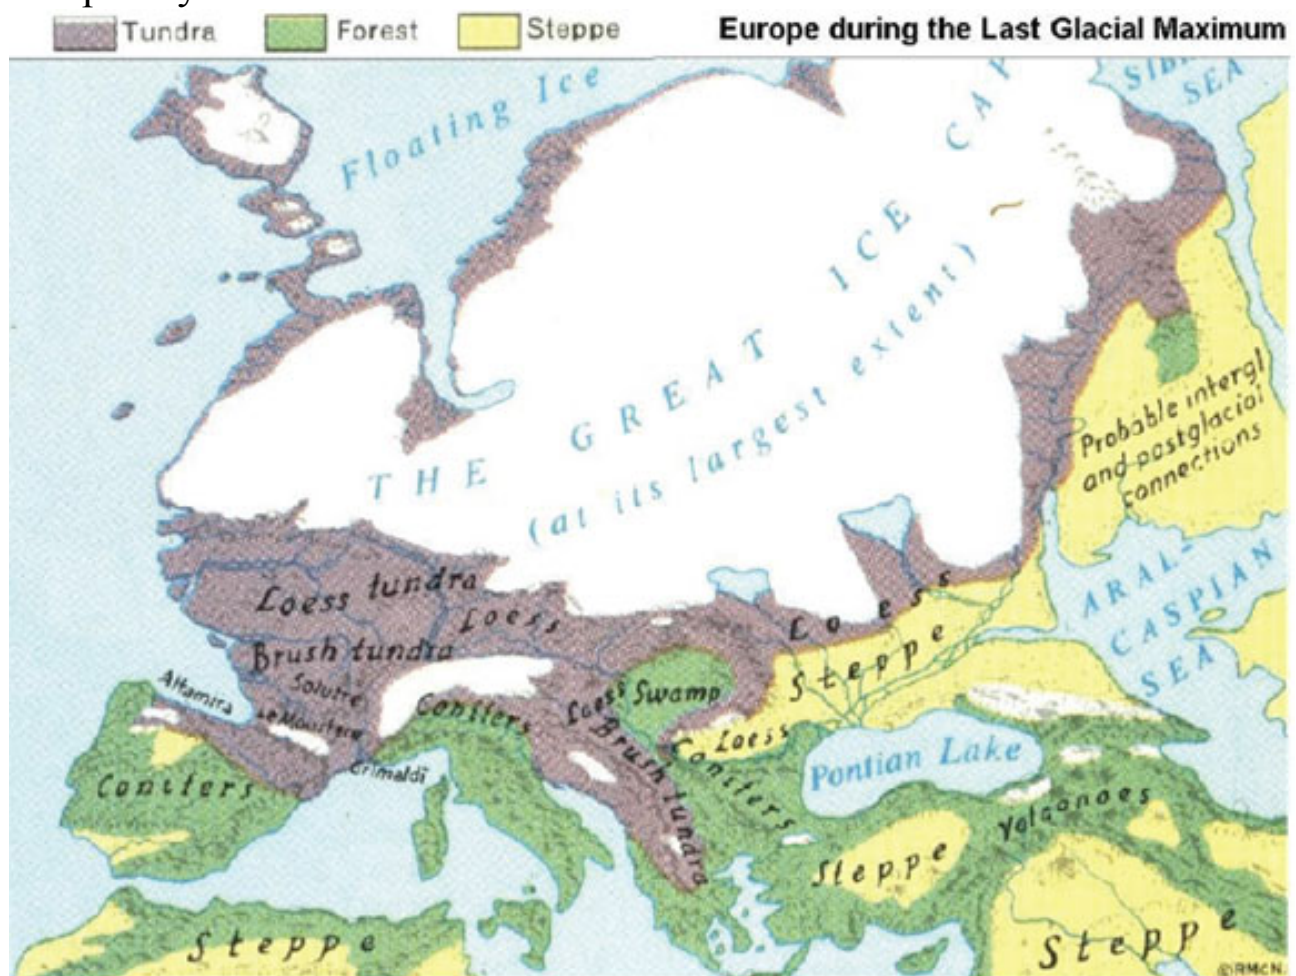 Tundra
Forest
Steppe
Europe during the Last Glacial Maximum
Floating Ice
SEA
THE GREAT ICE CAP
(at its largest extent)
Probable intergl
and postglacial
connections
ARAL-
CASPIAN
SEA
Loess tundra
Loess
Brush tundra
Solutre
Altamira
Le Moustere
Grimaldi
Conifers
Conifers
Loess
Swamp
Brush tundra
Loess
Steppe
Loess
Conifers
Pontian Lake
Volcanoes
Steppe
Steppe
Steppe
©RMCN